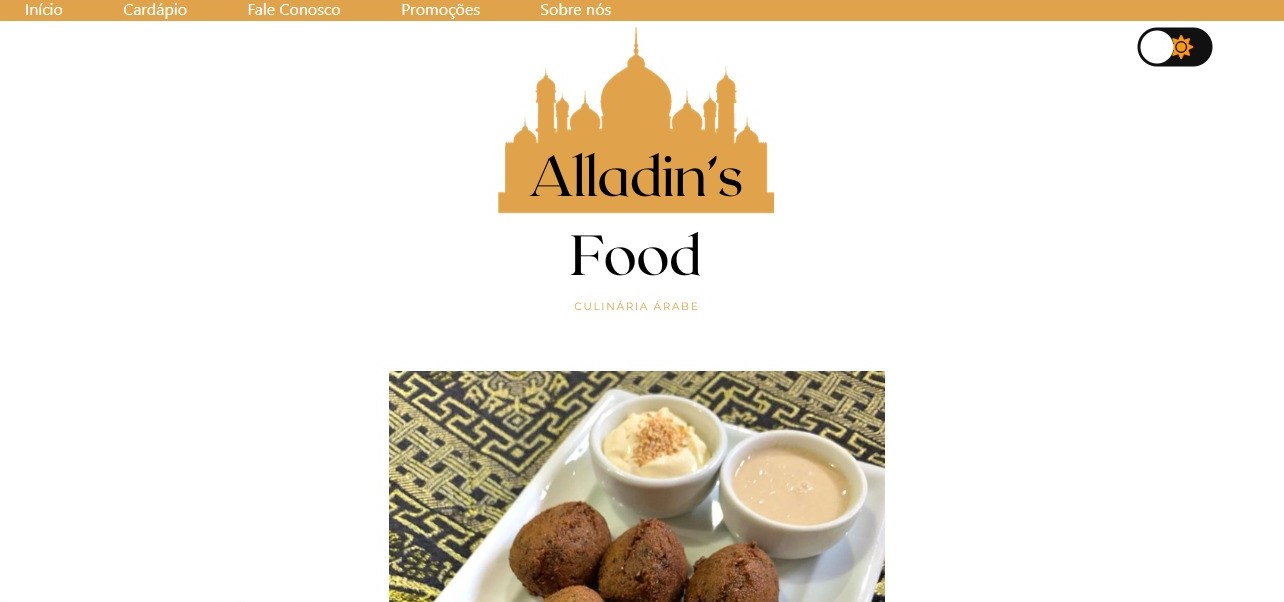 Início Cardápio Fale Conosco Promoções Sobre nós
Alladin's
Food
CULINÁRIA ÁRABE